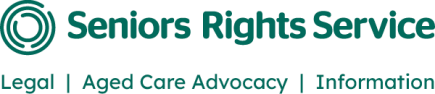 Seniors Rights Service
Legal | Aged Care Advocacy | Information